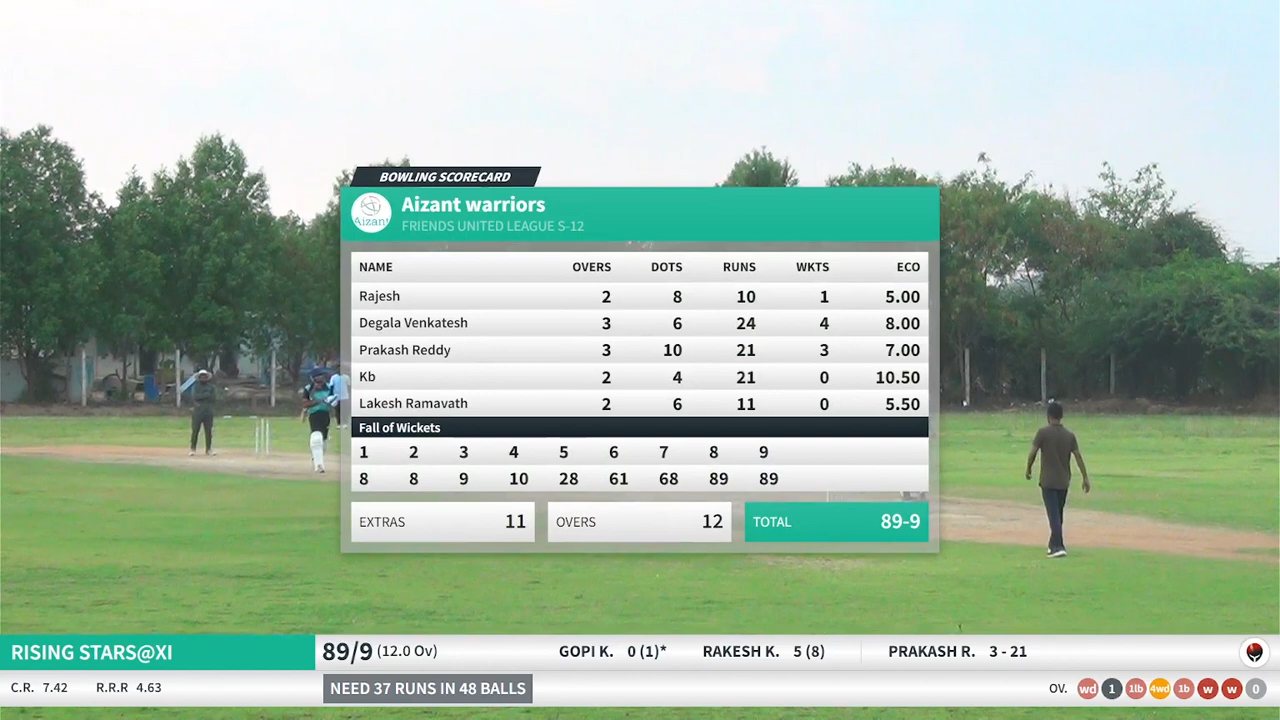 BOWLING SCORECARD
Aizant
Aizant warriors
FRIENDS UNITED LEAGUE S-12
NAME OVERS DOTS RUNS WKTS ECO
Rajesh 2 8 10 1 5.00
Degala Venkatesh 3 6 24 4 8.00
Prakash Reddy 3 10 21 3 7.00
Kb 2 4 21 0 10.50
Lakesh Ramavath 2 6 11 0 5.50
Fall of Wickets
1 2 3 4 5 6 7 8 9
8 8 9 10 28 61 68 89 89
EXTRAS 11 OVERS 12 TOTAL 89-9
RISING STARS@XI 89/9 (12.0 Ov) GOPI K. 0 (1)* RAKESH K. 5 (8) PRAKASH R. 3 - 21
C.R. 7.42 R.R.R 4.63 NEED 37 RUNS IN 48 BALLS OV. wd 1 1lb 4wd 1b w w 0